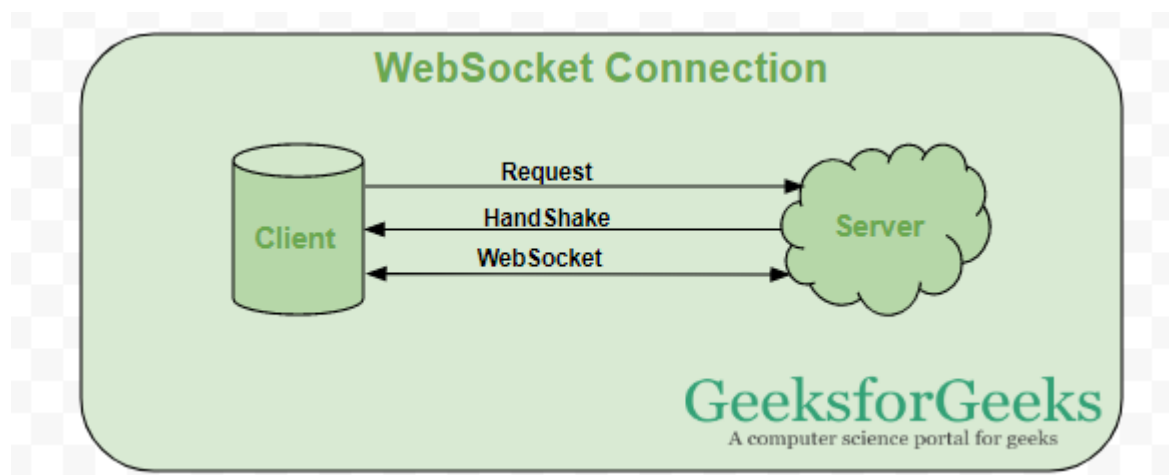 WebSocket Connection
Request
HandShake
WebSocket
Client
Server
GeeksforGeeks
A computer science portal for geeks